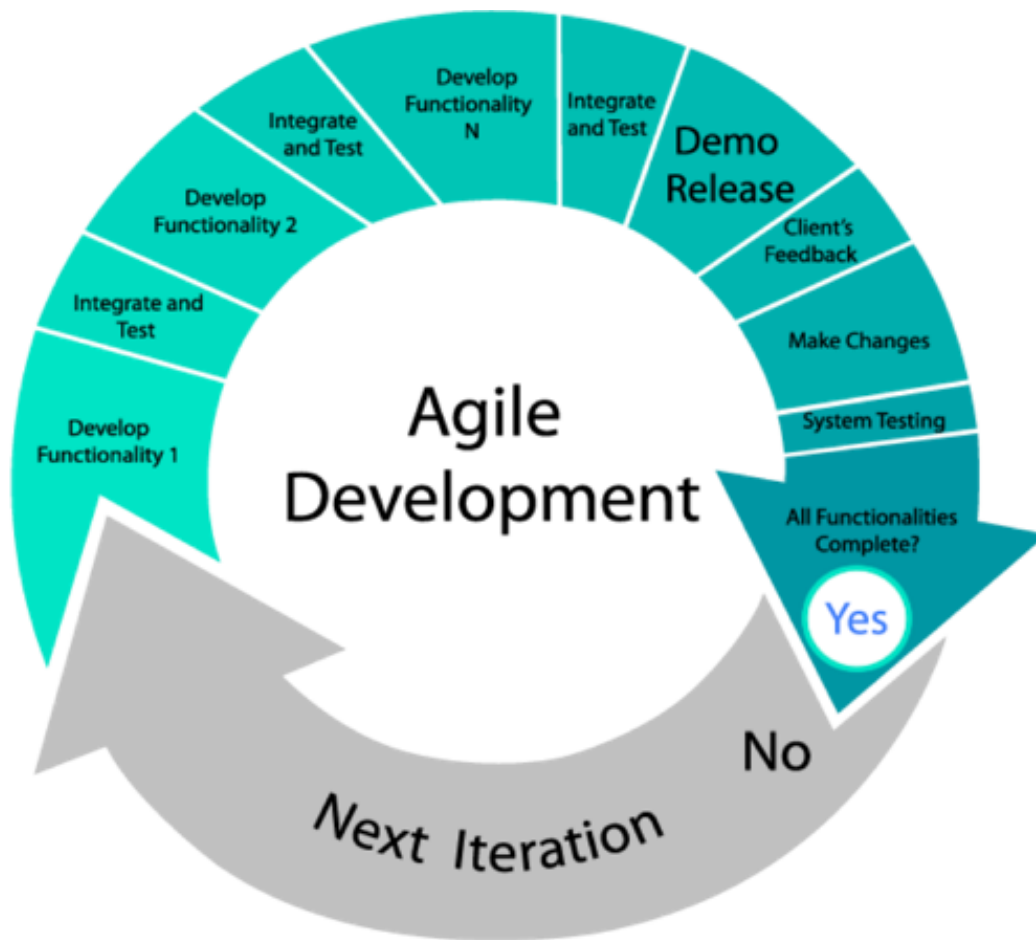 Develop
Functionality 1
Integrate and
Test
Develop
Functionality 2
Integrate
and Test
Develop
Functionality
N
Integrate
and Test
Demo
Release
Client's
Feedback
Make Changes
System Testing
All Functionalities
Complete?
Yes
No
Next Iteration
Agile
Development